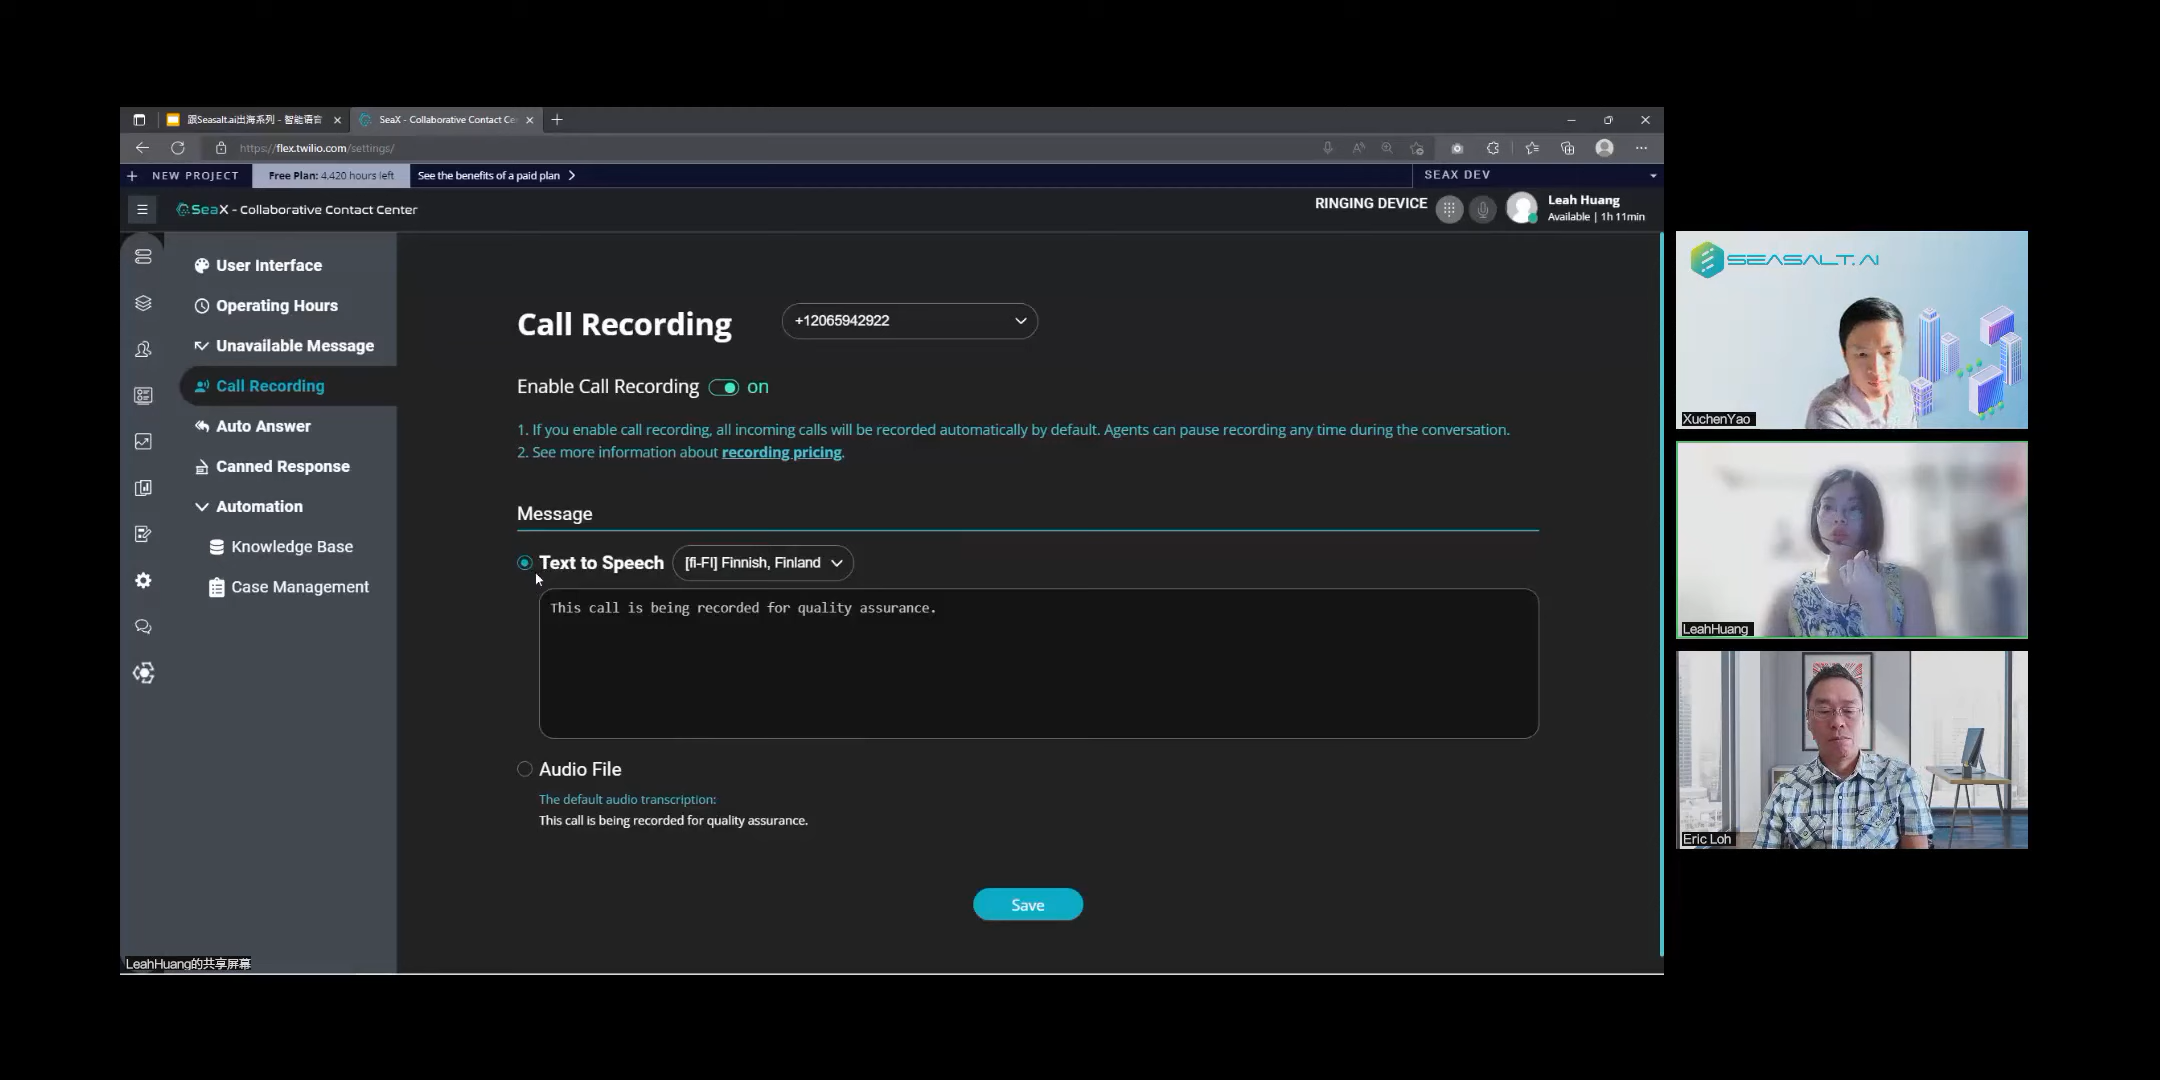 跟Seasalt.ai出海系列 - 智能语言
SeaX - Collaborative Contact Ce
https://flex.twilio.com/settings/
NEW PROJECT
Free Plan: 4,420 hours left
See the benefits of a paid plan
SEAX DEV
SeaX - Collaborative Contact Center
RINGING DEVICE
Leah Huang
Available | 1h 11min
User Interface
Operating Hours
Unavailable Message
Call Recording
Auto Answer
Canned Response
Automation
Knowledge Base
Case Management
Call Recording
+12065942922
Enable Call Recording on
1. If you enable call recording, all incoming calls will be recorded automatically by default. Agents can pause recording any time during the conversation.
2. See more information about recording pricing.
Message
Text to Speech
[fi-FI] Finnish, Finland
This call is being recorded for quality assurance.
Audio File
The default audio transcription:
This call is being recorded for quality assurance.
Save
LeahHuang的共享屏幕
SEASALT.AI
XuchenYao
LeahHuang
Eric Loh